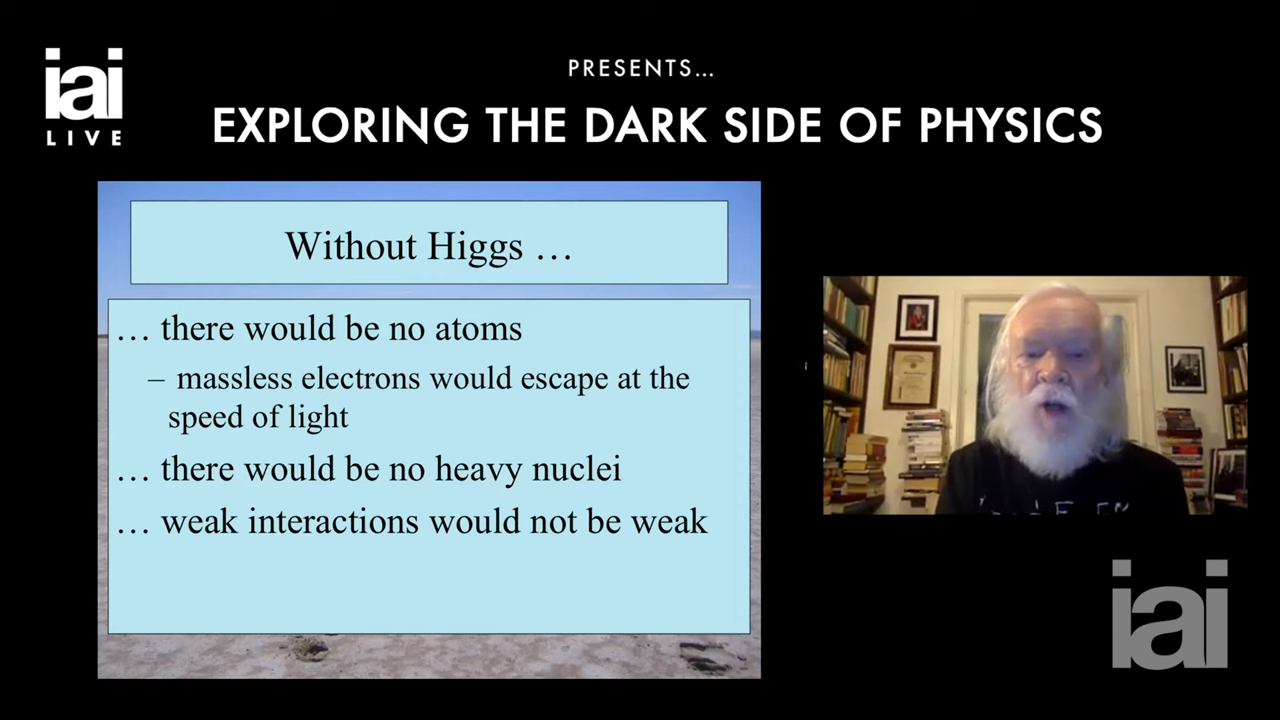 iai
LIVE
PRESENTS...
EXPLORING THE DARK SIDE OF PHYSICS
Without Higgs …
… there would be no atoms
– massless electrons would escape at the
speed of light
… there would be no heavy nuclei
… weak interactions would not be weak
iai